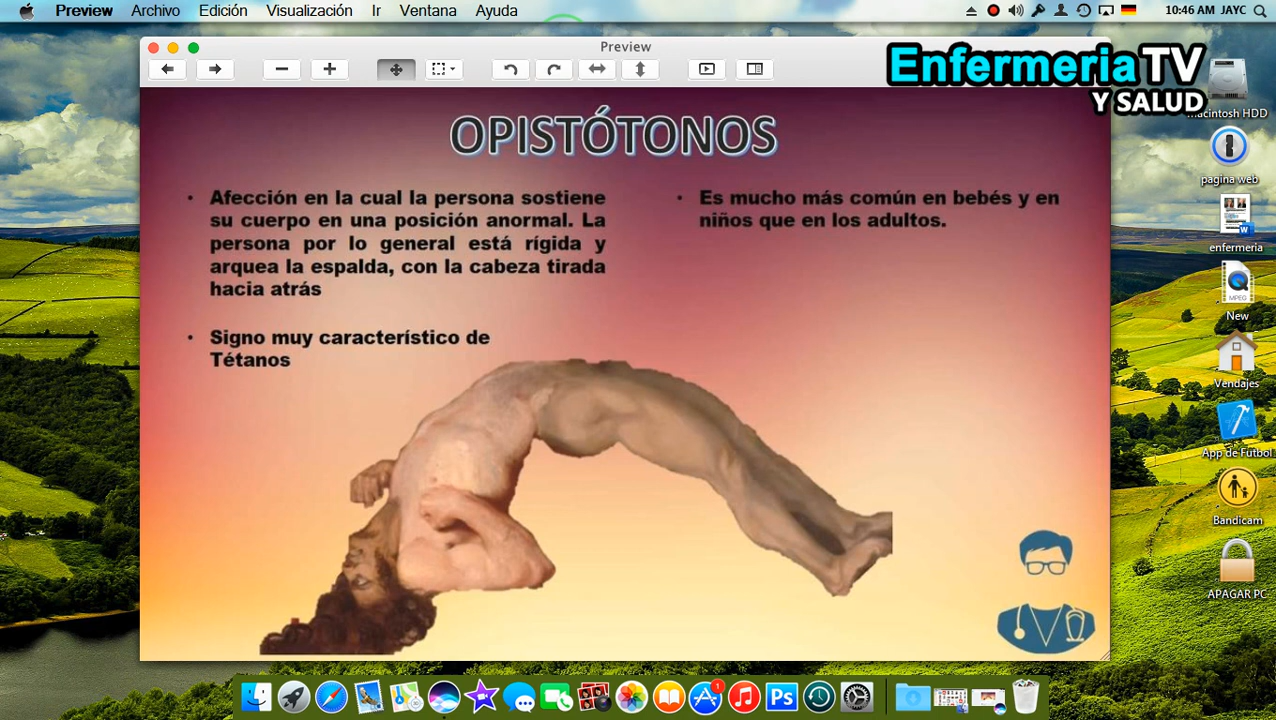 Preview Archivo Edición Visualización Ir Ventana Ayuda 10:46 AM JAYC
Preview
EnfermeriaTV
Y SALUD
OPISTÓTONOS
• Afección en la cual la persona sostiene
su cuerpo en una posición anormal. La
persona por lo general está rígida y
arquea la espalda, con la cabeza tirada
hacia atrás
• Signo muy característico de
Tétanos
• Es mucho más común en bebés y en
niños que en los adultos.
Macintosh HDD
pagina web
enfermeria
MPEG
New
Vendajes
App de Futbol
Bandicam
APAGAR PC
1
Ps